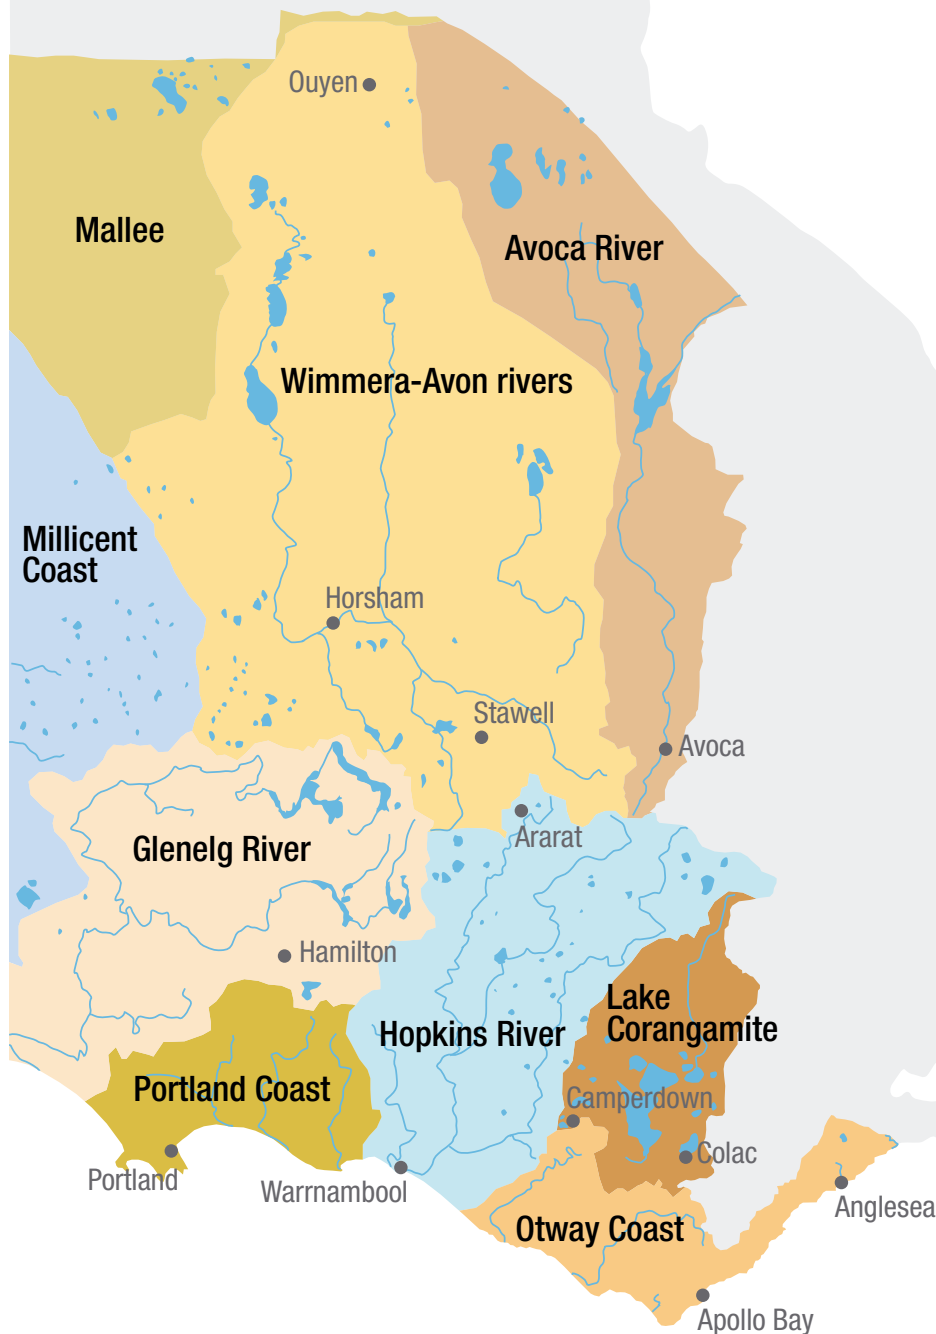 Ouyen
Mallee
Avoca River
Wimmera-Avon rivers
Millicent
Coast
Horsham
Stawell
Avoca
Ararat
Glenelg River
Hamilton
Lake
Corangamite
Hopkins River
Portland Coast
Camperdown
Colac
Portland
Warrnambool
Anglesea
Otway Coast
Apollo Bay